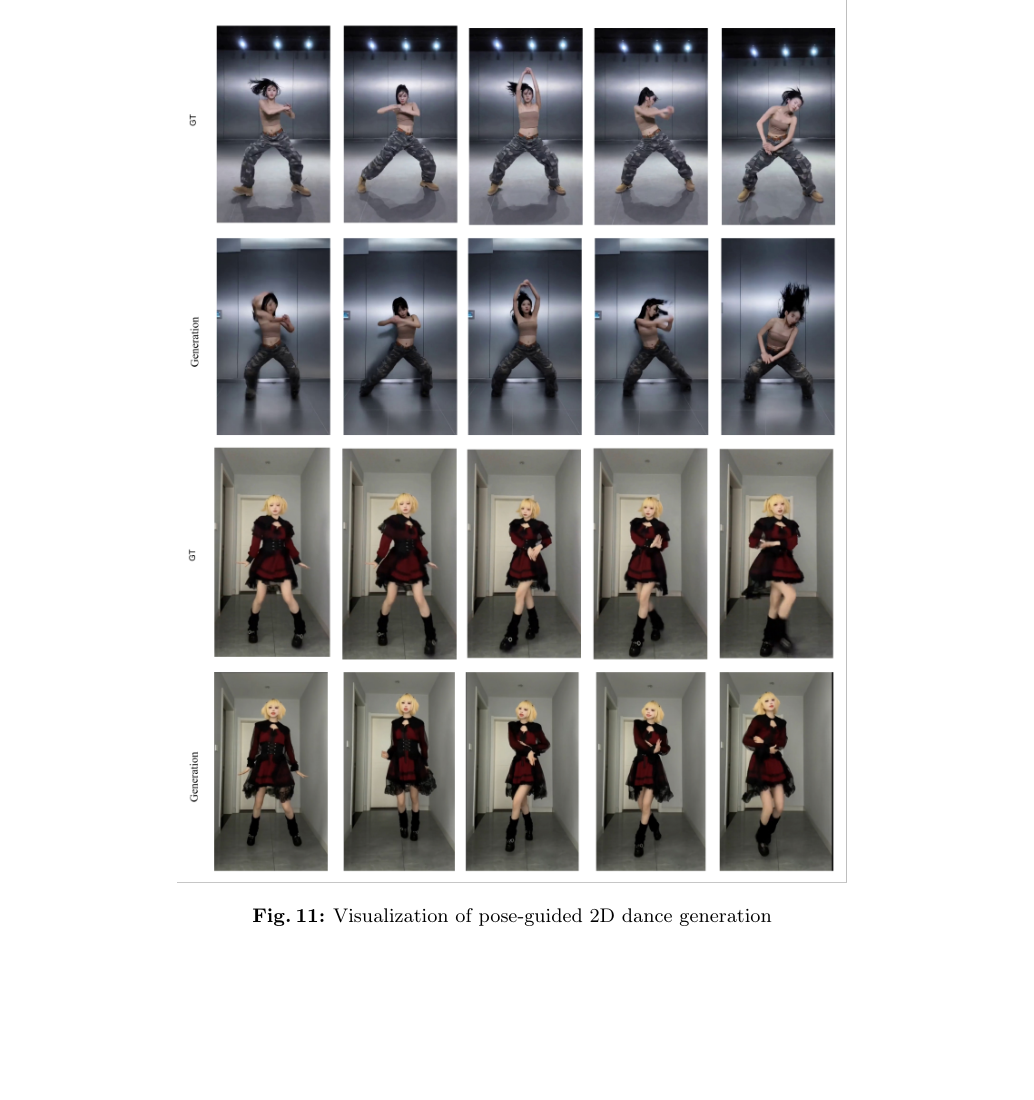 GT
Generation
GT
Generation
Fig. 11: Visualization of pose-guided 2D dance generation